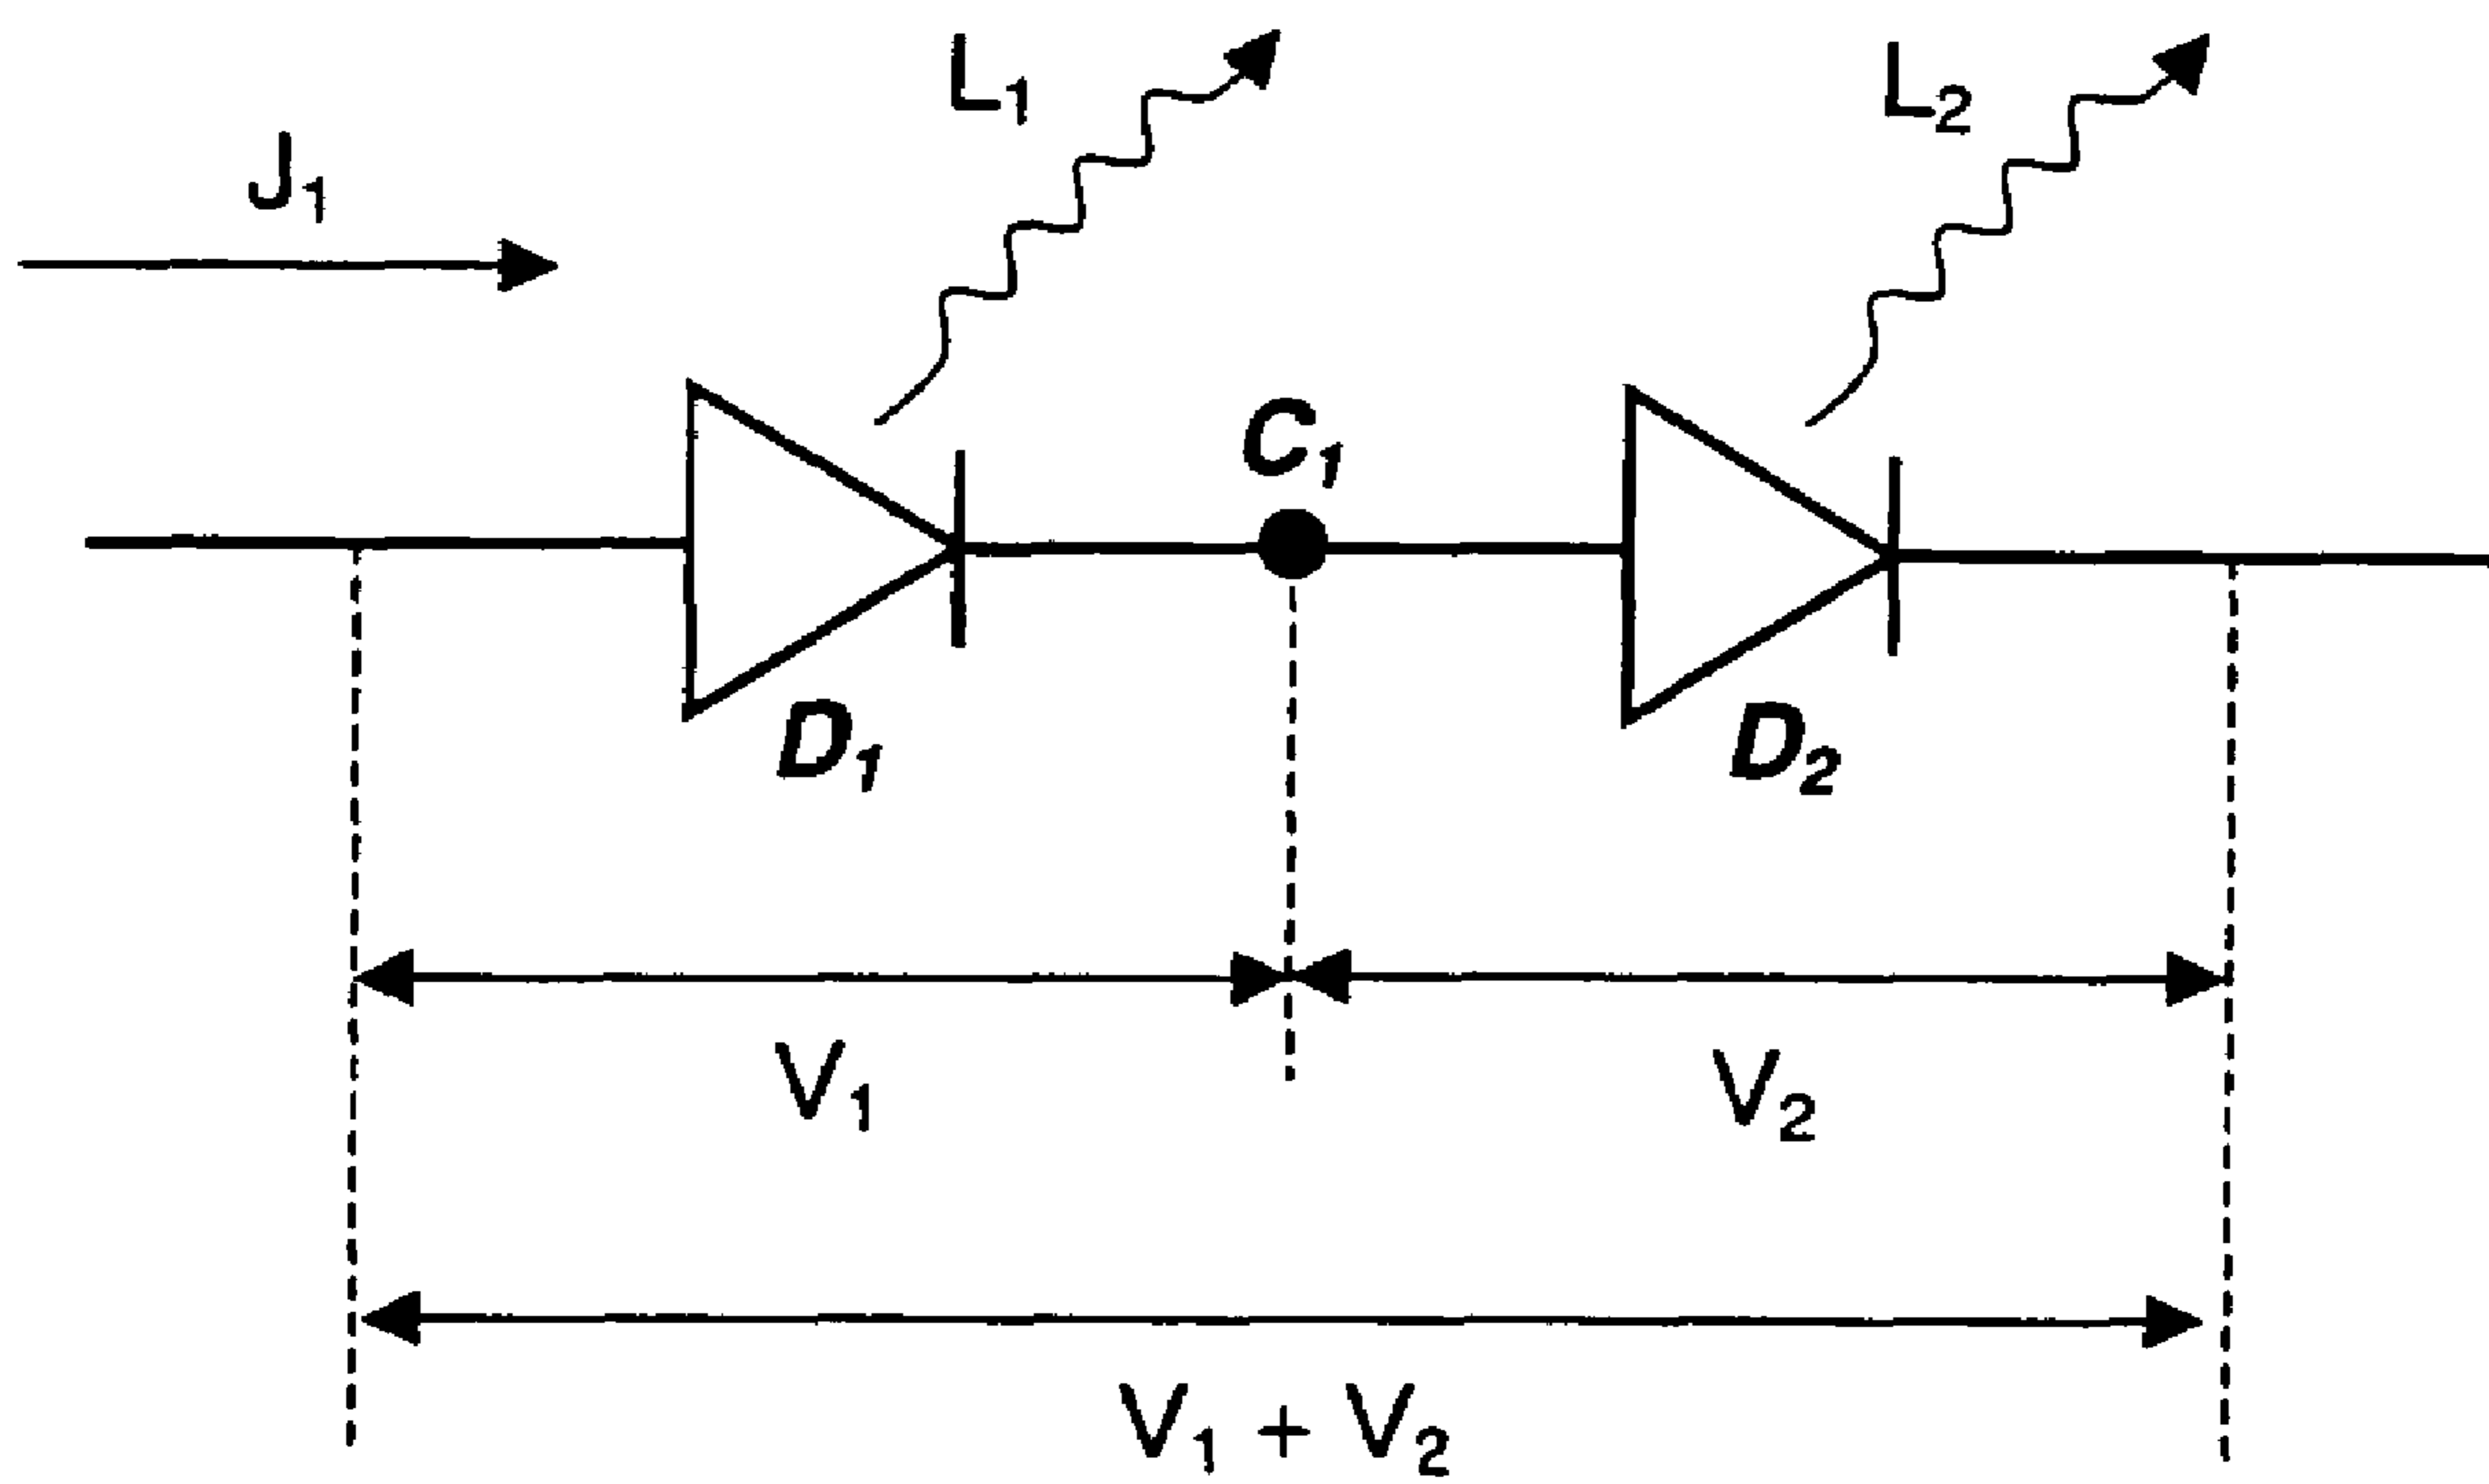 L₁
L₂
J₁
C₁
D₁
D₂
V₁
V₂
V₁ + V₂